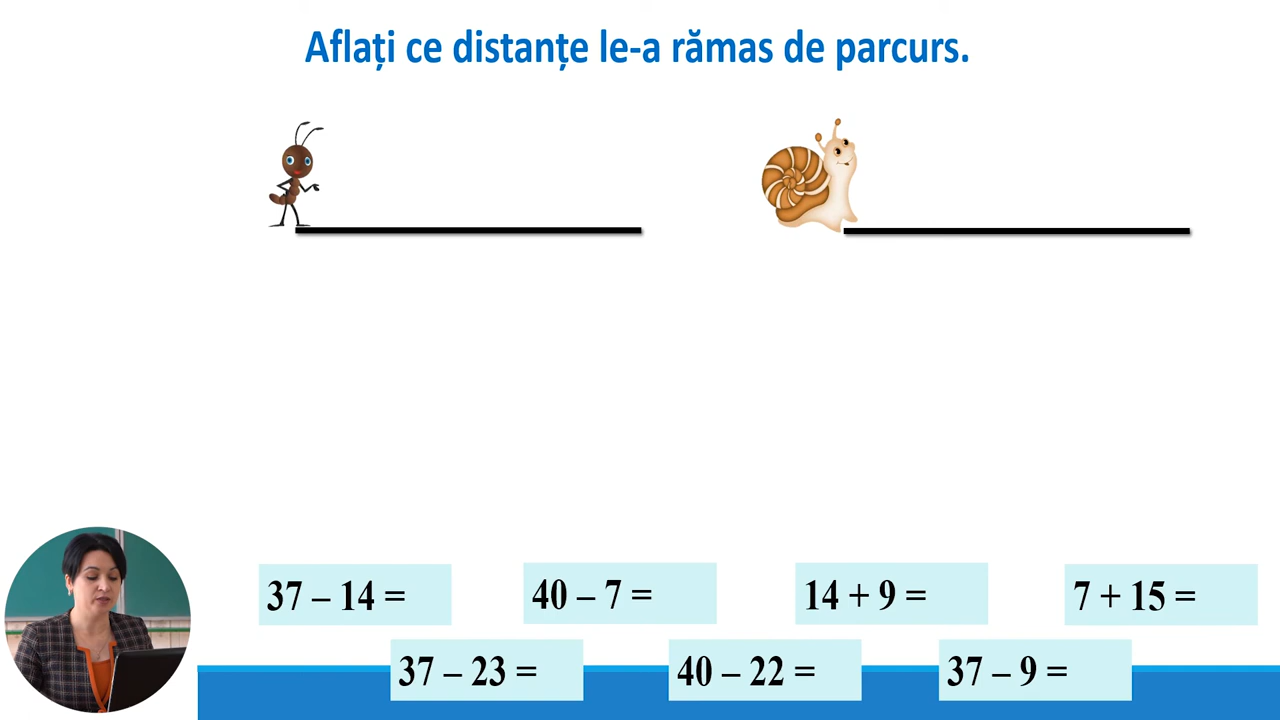 Aflați ce distanțe le-a rămas de parcurs.
37 – 14 =
40 – 7 =
14 + 9 =
7 + 15 =
37 – 23 =
40 – 22 =
37 – 9 =